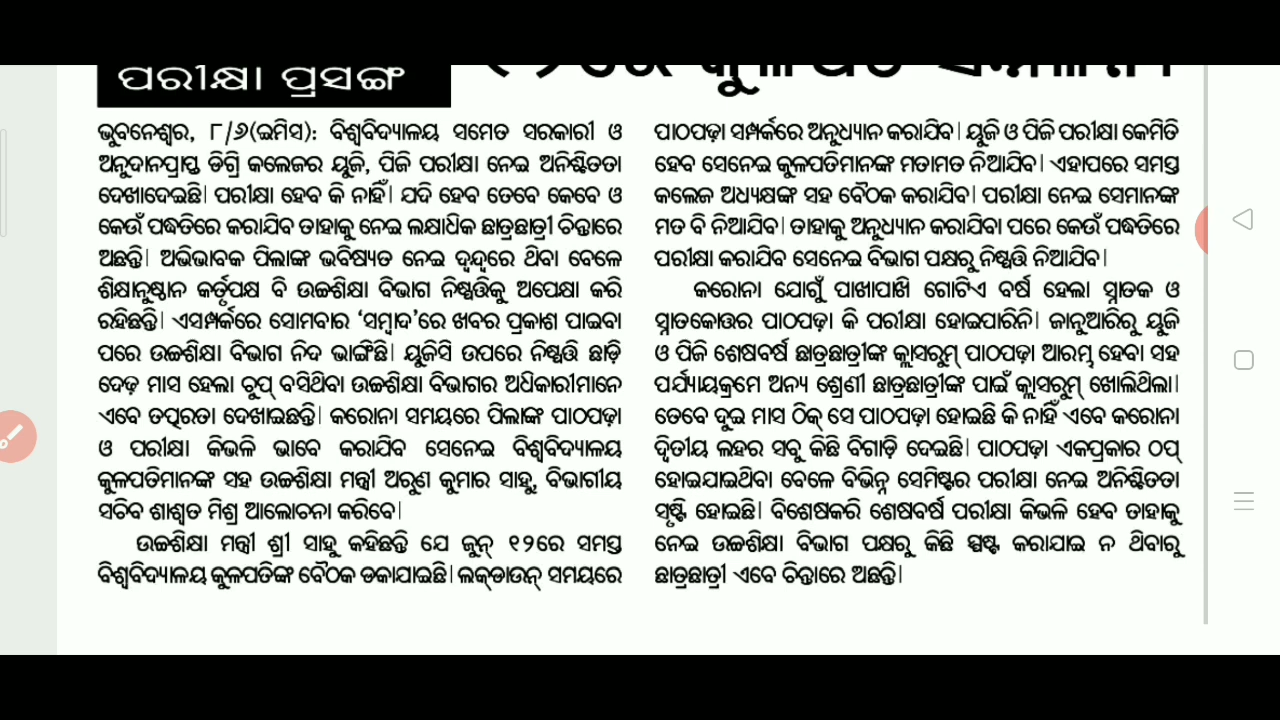 ପରୀକ୍ଷା ପ୍ରସଙ୍ଗ
ଭୁବନେଶ୍ୱର, ୮/୬(ଇମିସ): ବିଶ୍ୱବିଦ୍ୟାଳୟ ସମେତ ସରକାରୀ ଓ
ଅନୁଦାନପ୍ରାପ୍ତ ଡିଗ୍ରି କଲେଜର ୟୁଜି, ପିଜି ପରୀକ୍ଷା ନେଇ ଅନିଶ୍ଚିତତା
ଦେଖାଦେଇଛି। ପରୀକ୍ଷା ହେବ କି ନାହିଁ। ଯଦି ହେବ ତେବେ କେବେ ଓ
କେଉଁ ପଦ୍ଧତିରେ କରାଯିବ ତାହାକୁ ନେଇ ଲକ୍ଷାଧିକ ଛାତ୍ରଛାତ୍ରୀ ଚିନ୍ତାରେ
ଅଛନ୍ତି। ଅଭିଭାବକ ପିଲାଙ୍କ ଭବିଷ୍ୟତ ନେଇ ଦ୍ୱନ୍ଦ୍ୱରେ ଥିବା ବେଳେ
ଶିକ୍ଷାନୁଷ୍ଠାନ କର୍ତୃପକ୍ଷ ବି ଉଚ୍ଚଶିକ୍ଷା ବିଭାଗ ନିଷ୍ପତ୍ତିକୁ ଅପେକ୍ଷା କରି
ରହିଛନ୍ତି। ଏସମ୍ପର୍କରେ ସୋମବାର ‘ସମ୍ବାଦ’ରେ ଖବର ପ୍ରକାଶ ପାଇବା
ପରେ ଉଚ୍ଚଶିକ୍ଷା ବିଭାଗ ନିଦ ଭାଙ୍ଗିଛି। ୟୁଜିସି ଉପରେ ନିଷ୍ପତ୍ତି ଛାଡ଼ି
ଦେଢ଼ ମାସ ହେଲା ଚୁପ୍ ବସିଥିବା ଉଚ୍ଚଶିକ୍ଷା ବିଭାଗର ଅଧିକାରୀମାନେ
ଏବେ ତତ୍ପରତା ଦେଖାଇଛନ୍ତି। କରୋନା ସମୟରେ ପିଲାଙ୍କ ପାଠପଢ଼ା
ଓ ପରୀକ୍ଷା କିଭଳି ଭାବେ କରାଯିବ ସେନେଇ ବିଶ୍ୱବିଦ୍ୟାଳୟ
କୁଳପତିମାନଙ୍କ ସହ ଉଚ୍ଚଶିକ୍ଷା ମନ୍ତ୍ରୀ ଅରୁଣ କୁମାର ସାହୁ, ବିଭାଗୀୟ
ସଚିବ ଶାଶ୍ୱତ ମିଶ୍ର ଆଲୋଚନା କରିବେ।
ଉଚ୍ଚଶିକ୍ଷା ମନ୍ତ୍ରୀ ଶ୍ରୀ ସାହୁ କହିଛନ୍ତି ଯେ ଜୁନ୍ ୧୨ରେ ସମସ୍ତ
ବିଶ୍ୱବିଦ୍ୟାଳୟ କୁଳପତିଙ୍କ ବୈଠକ ଡକାଯାଇଛି। ଲକ୍‌ଡାଉନ୍ ସମୟରେ
ପାଠପଢ଼ା ସମ୍ପର୍କରେ ଅନୁଧ୍ୟାନ କରାଯିବ। ୟୁଜି ଓ ପିଜି ପରୀକ୍ଷା କେମିତି
ହେବ ସେନେଇ କୁଳପତିମାନଙ୍କ ମତାମତ ନିଆଯିବ। ଏହାପରେ ସମସ୍ତ
କଲେଜ ଅଧ୍ୟକ୍ଷଙ୍କ ସହ ବୈଠକ କରାଯିବ। ପରୀକ୍ଷା ନେଇ ସେମାନଙ୍କ
ମତ ବି ନିଆଯିବ। ତାହାକୁ ଅନୁଧ୍ୟାନ କରାଯିବା ପରେ କେଉଁ ପଦ୍ଧତିରେ
ପରୀକ୍ଷା କରାଯିବ ସେନେଇ ବିଭାଗ ପକ୍ଷରୁ ନିଷ୍ପତ୍ତି ନିଆଯିବ।
କରୋନା ଯୋଗୁଁ ପାଖାପାଖି ଗୋଟିଏ ବର୍ଷ ହେଲା ସ୍ନାତକ ଓ
ସ୍ନାତକୋତ୍ତର ପାଠପଢ଼ା କି ପରୀକ୍ଷା ହୋଇପାରିନି। ଜାନୁଆରିରୁ ୟୁଜି
ଓ ପିଜି ଶେଷବର୍ଷ ଛାତ୍ରଛାତ୍ରୀଙ୍କ କ୍ଲାସରୁମ୍ ପାଠପଢ଼ା ଆରମ୍ଭ ହେବା ସହ
ପର୍ଯ୍ୟାୟକ୍ରମେ ଅନ୍ୟ ଶ୍ରେଣୀ ଛାତ୍ରଛାତ୍ରୀଙ୍କ ପାଇଁ କ୍ଲାସରୁମ୍ ଖୋଲିଥିଲା।
ତେବେ ଦୁଇ ମାସ ଠିକ୍ ସେ ପାଠପଢ଼ା ହୋଇଛି କି ନାହିଁ ଏବେ କରୋନା
ଦ୍ୱିତୀୟ ଲହର ସବୁ କିଛି ବିଗାଡ଼ି ଦେଇଛି। ପାଠପଢ଼ା ଏକପ୍ରକାର ଠପ୍
ହୋଇଯାଇଥିବା ବେଳେ ବିଭିନ୍ନ ସେମିଷ୍ଟର ପରୀକ୍ଷା ନେଇ ଅନିଶ୍ଚିତତା
ସୃଷ୍ଟି ହୋଇଛି। ବିଶେଷକରି ଶେଷବର୍ଷ ପରୀକ୍ଷା କିଭଳି ହେବ ତାହାକୁ
ନେଇ ଉଚ୍ଚଶିକ୍ଷା ବିଭାଗ ପକ୍ଷରୁ କିଛି ସ୍ପଷ୍ଟ କରାଯାଇ ନ ଥିବାରୁ
ଛାତ୍ରଛାତ୍ରୀ ଏବେ ଚିନ୍ତାରେ ଅଛନ୍ତି।